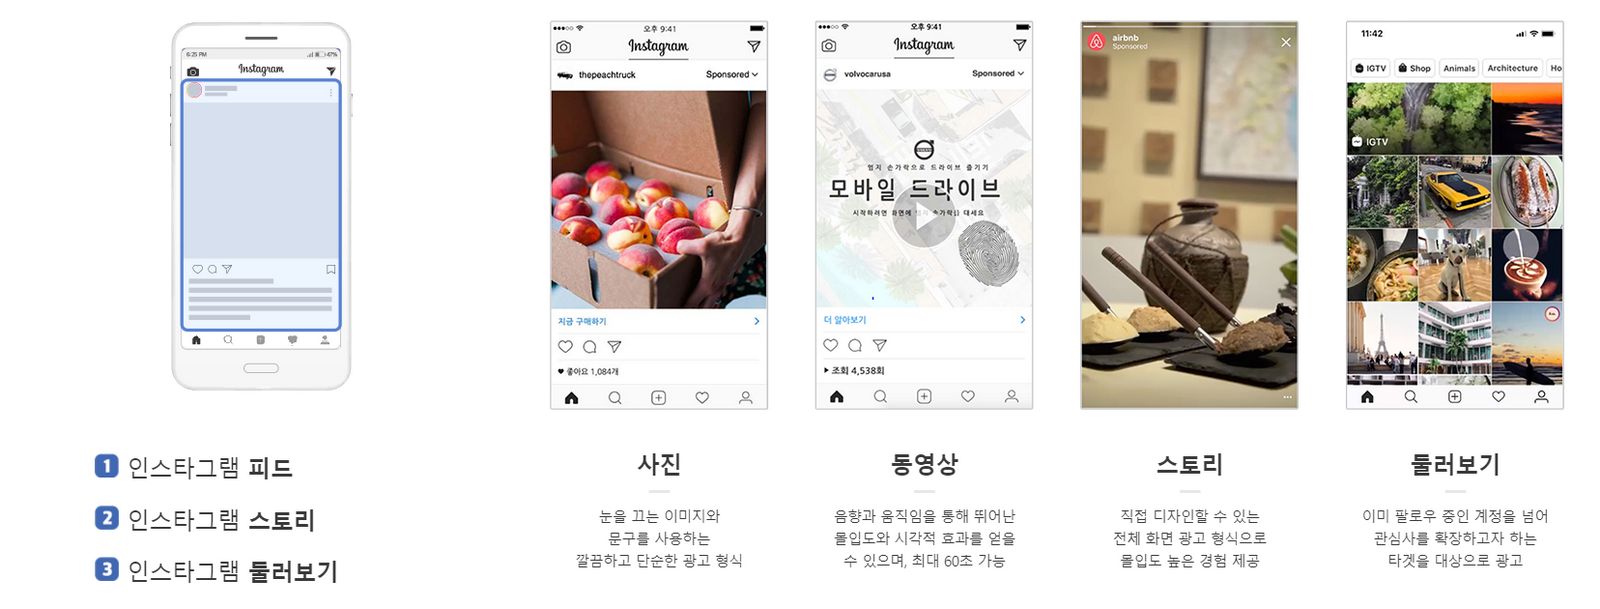 6:25 PM
47%
Instagram
1 인스타그램 피드
2 인스타그램 스토리
3 인스타그램 둘러보기
오후 9:41
Instagram
thepeachtruck
Sponsored
지금 구매하기
좋아요 1,084개
사진
눈을 끄는 이미지와
문구를 사용하는
깔끔하고 단순한 광고 형식
오후 9:41
Instagram
volvocarusa
Sponsored
엄지 손가락으로 드라이브 즐기기
모바일 드라이브
시작하려면 화면에 엄지 손가락을 대세요
더 알아보기
조회 4,538회
동영상
음향과 움직임을 통해 뛰어난
몰입도와 시각적 효과를 얻을
수 있으며, 최대 60초 가능
airbnb
Sponsored
스토리
직접 디자인할 수 있는
전체 화면 광고 형식으로
몰입도 높은 경험 제공
11:42
IGTV
Shop
Animals
Architecture
Ho
IGTV
둘러보기
이미 팔로우 중인 계정을 넘어
관심사를 확장하고자 하는
타겟을 대상으로 광고